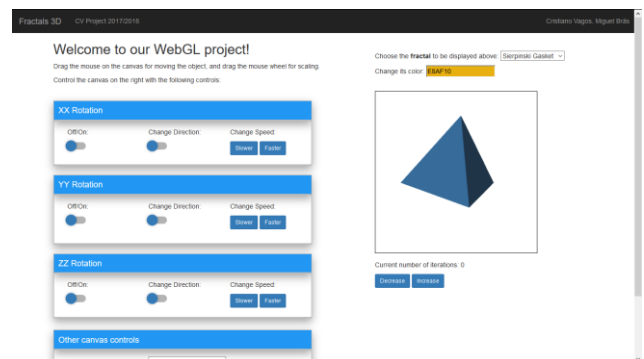 Fractals 3D CV Project 2017/2018 Cristiano Vagos, Miguel Brás
Welcome to our WebGL project!
Drag the mouse on the canvas for moving the object, and drag the mouse wheel for scaling.
Control the canvas on the right with the following controls:
XX Rotation
Off/On: Change Direction: Change Speed:
Slower Faster
YY Rotation
Off/On: Change Direction: Change Speed:
Slower Faster
ZZ Rotation
Off/On: Change Direction: Change Speed:
Slower Faster
Other canvas controls
Choose the fractal to be displayed above: Sierpinski Gasket
Change its color: E8AF10
Current number of iterations: 0
Decrease Increase